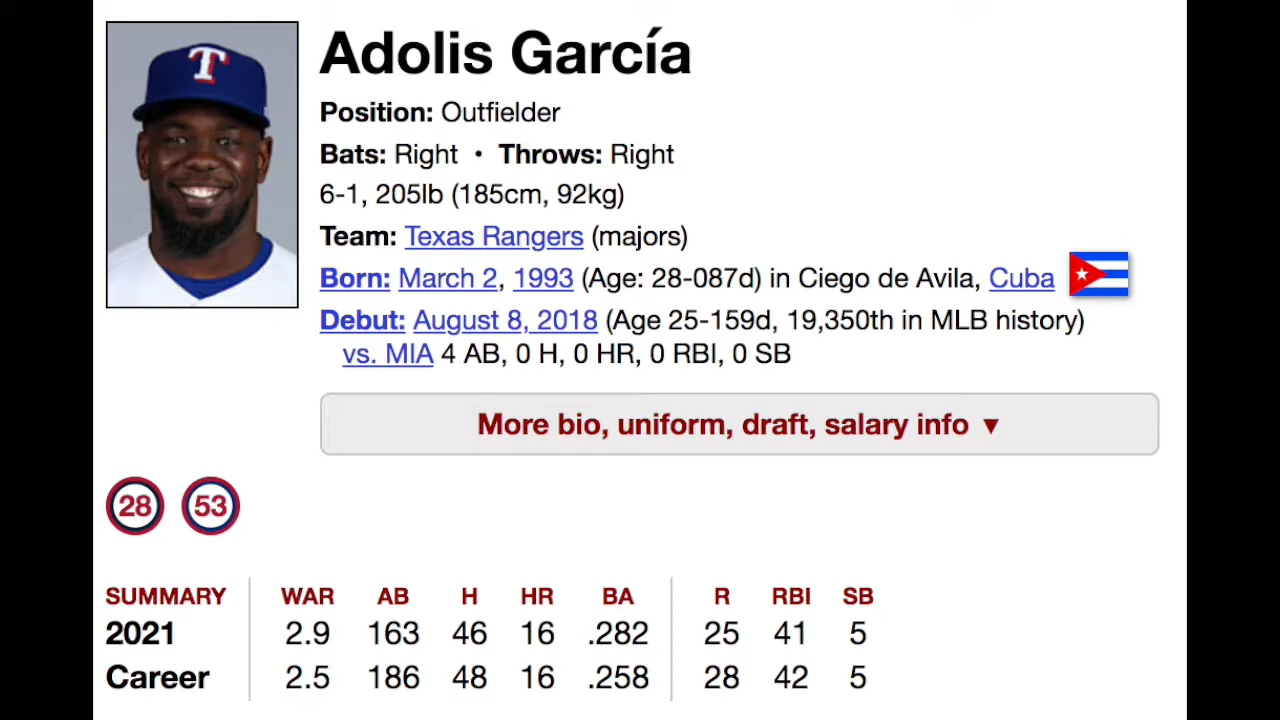 T
Adolis García
Position: Outfielder
Bats: Right • Throws: Right
6-1, 205lb (185cm, 92kg)
Team: Texas Rangers (majors)
Born: March 2, 1993 (Age: 28-087d) in Ciego de Avila, Cuba
Debut: August 8, 2018 (Age 25-159d, 19,350th in MLB history)
vs. MIA 4 AB, 0 H, 0 HR, 0 RBI, 0 SB
More bio, uniform, draft, salary info ▼
28 53
SUMMARY WAR AB H HR BA R RBI SB
2021 2.9 163 46 16 .282 25 41 5
Career 2.5 186 48 16 .258 28 42 5